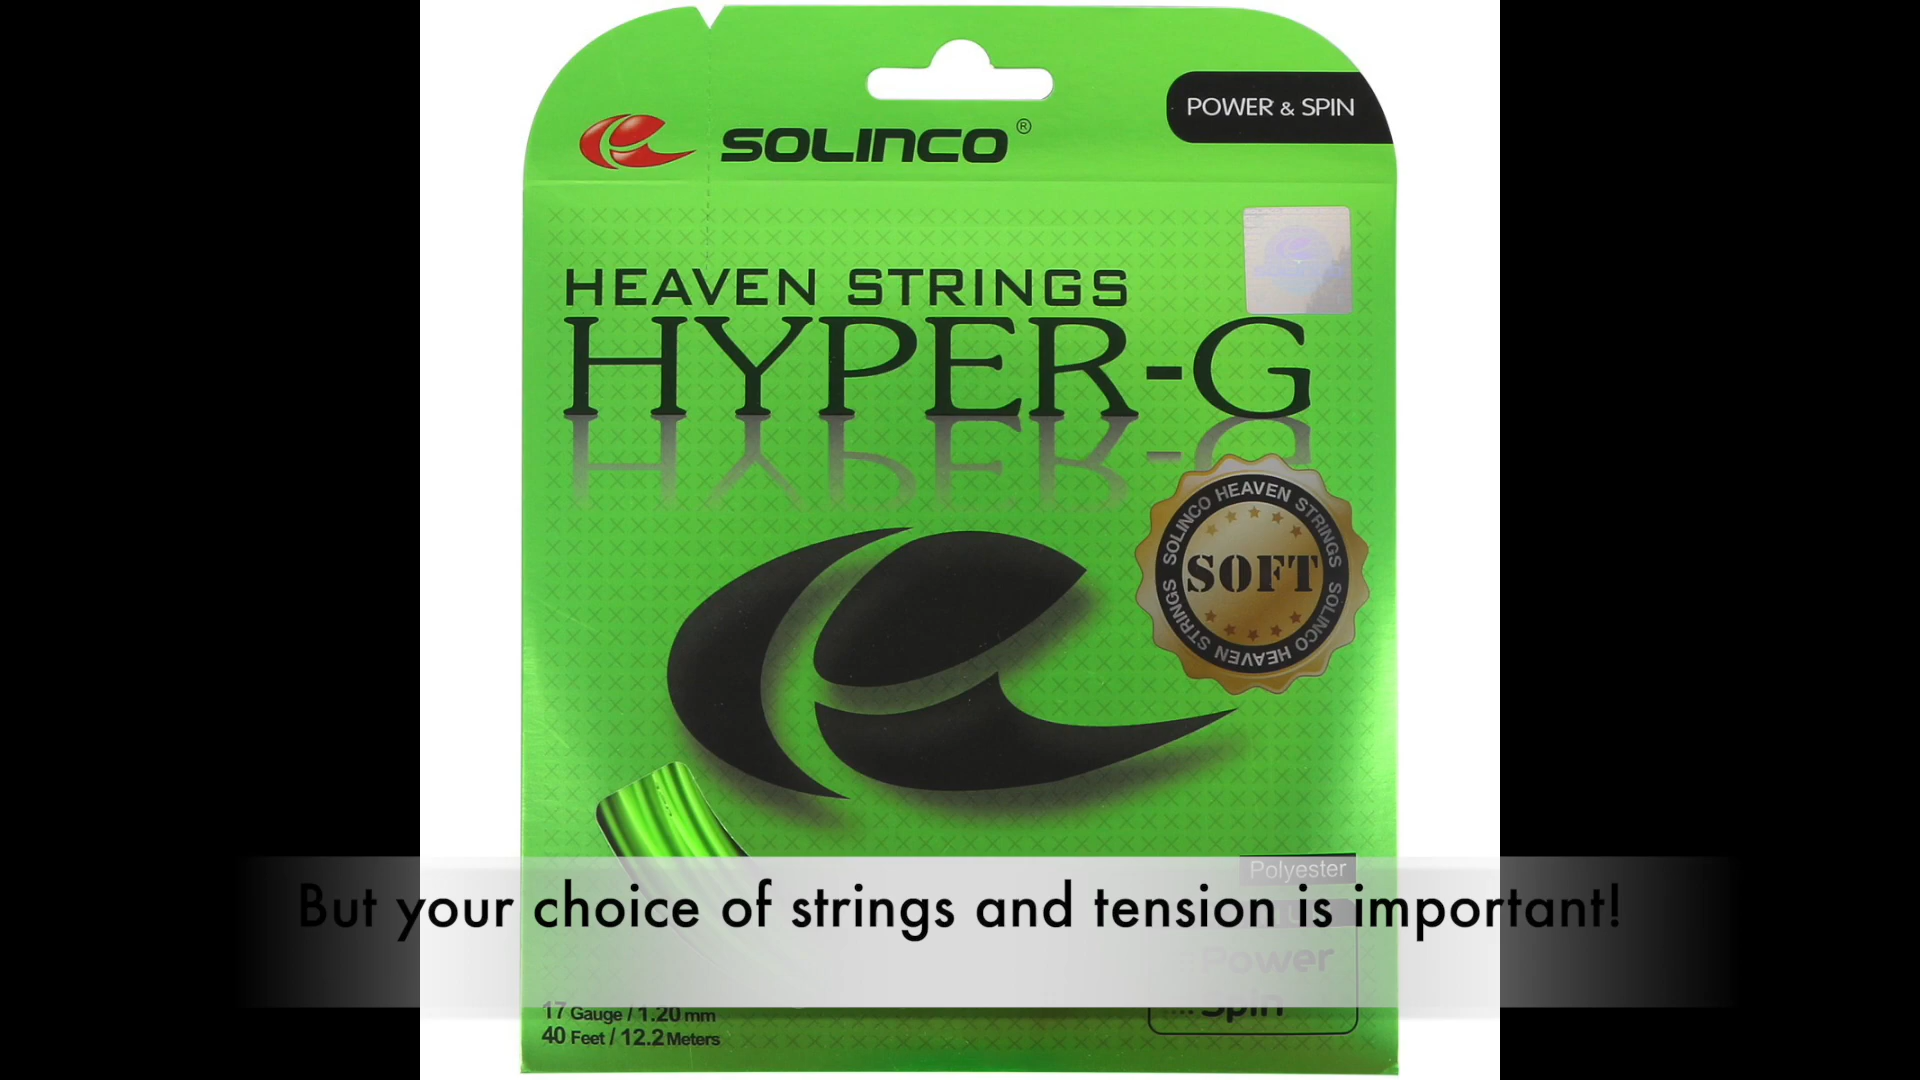 SOLINCO®
POWER & SPIN
HEAVEN STRINGS
HYPER-G
SOLINCO HEAVEN STRINGS
SOFT
SOLINCO HEAVEN STRINGS
Polyester
But your choice of strings and tension is important!
Power
Spin
17 Gauge / 1.20 mm
40 Feet / 12.2 Meters